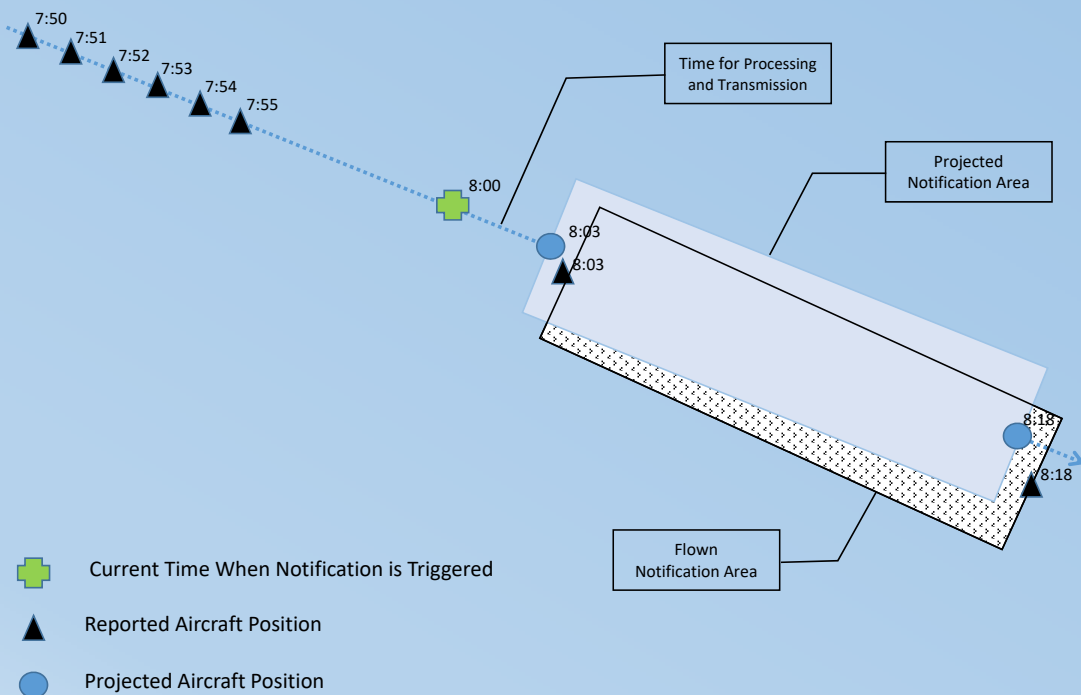 7:50
7:51
7:52
7:53
7:54
7:55
Time for Processing
and Transmission
Projected
Notification Area
8:00
8:03
8:03
8:18
8:18
Flown
Notification Area
Current Time When Notification is Triggered
Reported Aircraft Position
Projected Aircraft Position